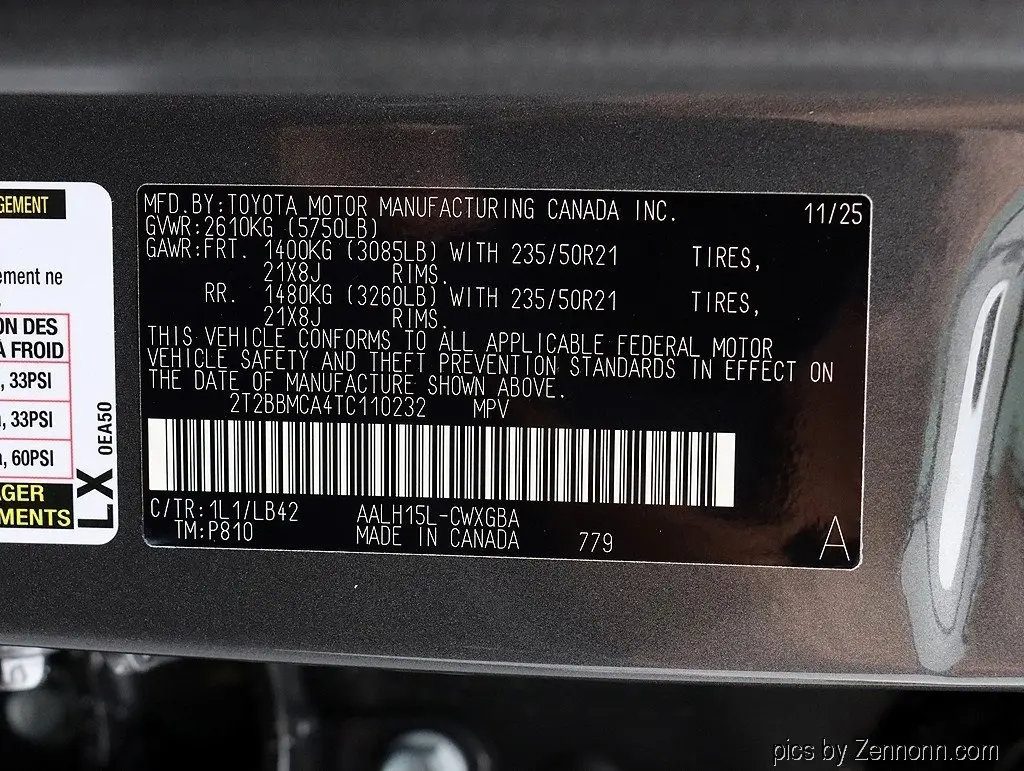 GEMENT
ement ne
ON DES
À FROID
, 33PSI
, 33PSI
, 60PSI
AGER
EMENTS
LX 0EA50
MFD.BY:TOYOTA MOTOR MANUFACTURING CANADA INC. 11/25
GVWR:2610KG (5750LB)
GAWR:FRT. 1400KG (3085LB) WITH 235/50R21 TIRES,
21X8J RIMS.
RR. 1480KG (3260LB) WITH 235/50R21 TIRES,
21X8J RIMS.
THIS VEHICLE CONFORMS TO ALL APPLICABLE FEDERAL MOTOR
VEHICLE SAFETY AND THEFT PREVENTION STANDARDS IN EFFECT ON
THE DATE OF MANUFACTURE SHOWN ABOVE.
2T2BBMCA4TC110232 MPV
C/TR:1L1/LB42 AALH15L-CWXGBA
TM:P810 MADE IN CANADA 779 A
pics by Zennonn.com